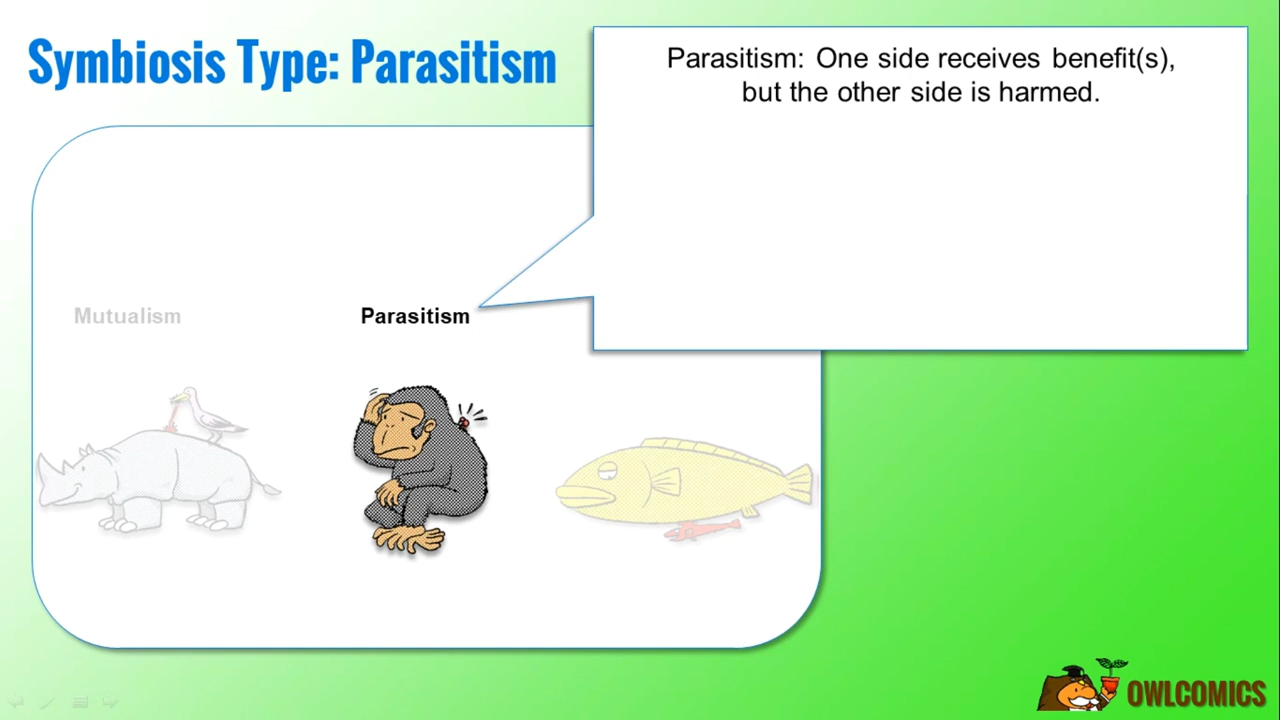 Symbiosis Type: Parasitism
Parasitism: One side receives benefit(s),
but the other side is harmed.
Mutualism
Parasitism
OWLCOMICS